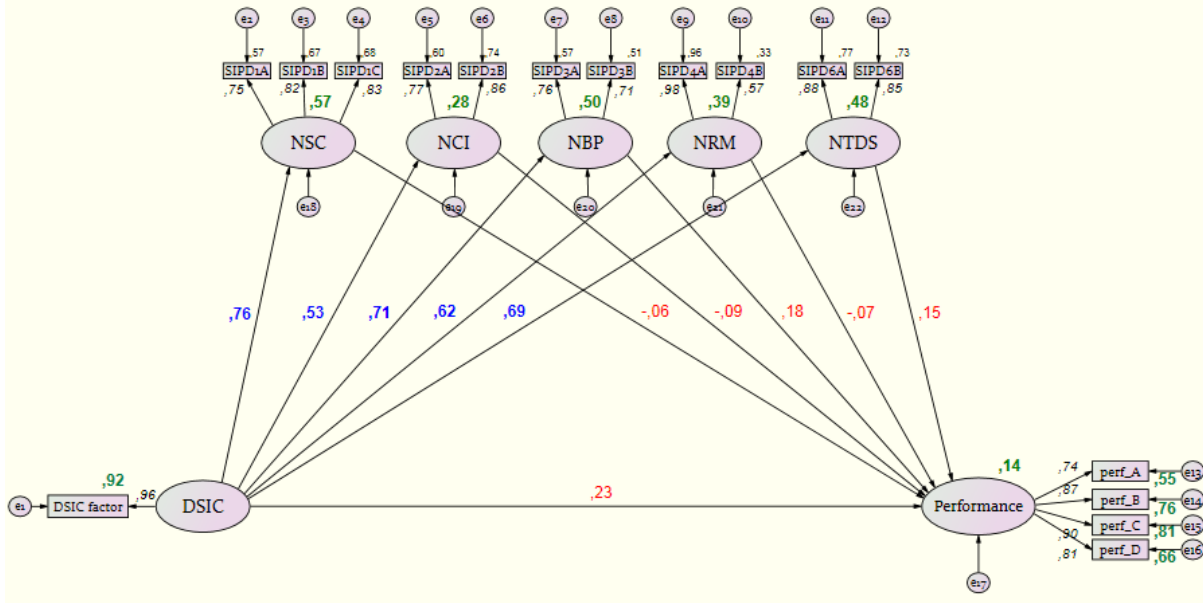 e2 e3 e4 e5 e6 e7 e8 e9 e10 e11 e12
,57 ,67 ,68 ,60 ,74 ,57 ,51 ,96 ,33 ,77 ,73
SIPD1A SIPD1B SIPD1C SIPD2A SIPD2B SIPD3A SIPD3B SIPD4A SIPD4B SIPD6A SIPD6B
,75 ,82 ,83 ,77 ,86 ,76 ,71 ,98 ,57 ,88 ,85
,57 ,28 ,50 ,39 ,48
NSC NCI NBP NRM NTDS
e18 e19 e20 e21 e22
,76 ,53 ,71 ,62 ,69 -,06 -,09 ,18 -,07 ,15
,92 ,96 ,23 ,14
e1 DSIC factor DSIC Performance
,74 perf_A ,55 e13
,87 perf_B ,76 e14
,90 perf_C ,81 e15
,81 perf_D ,66 e16
e17